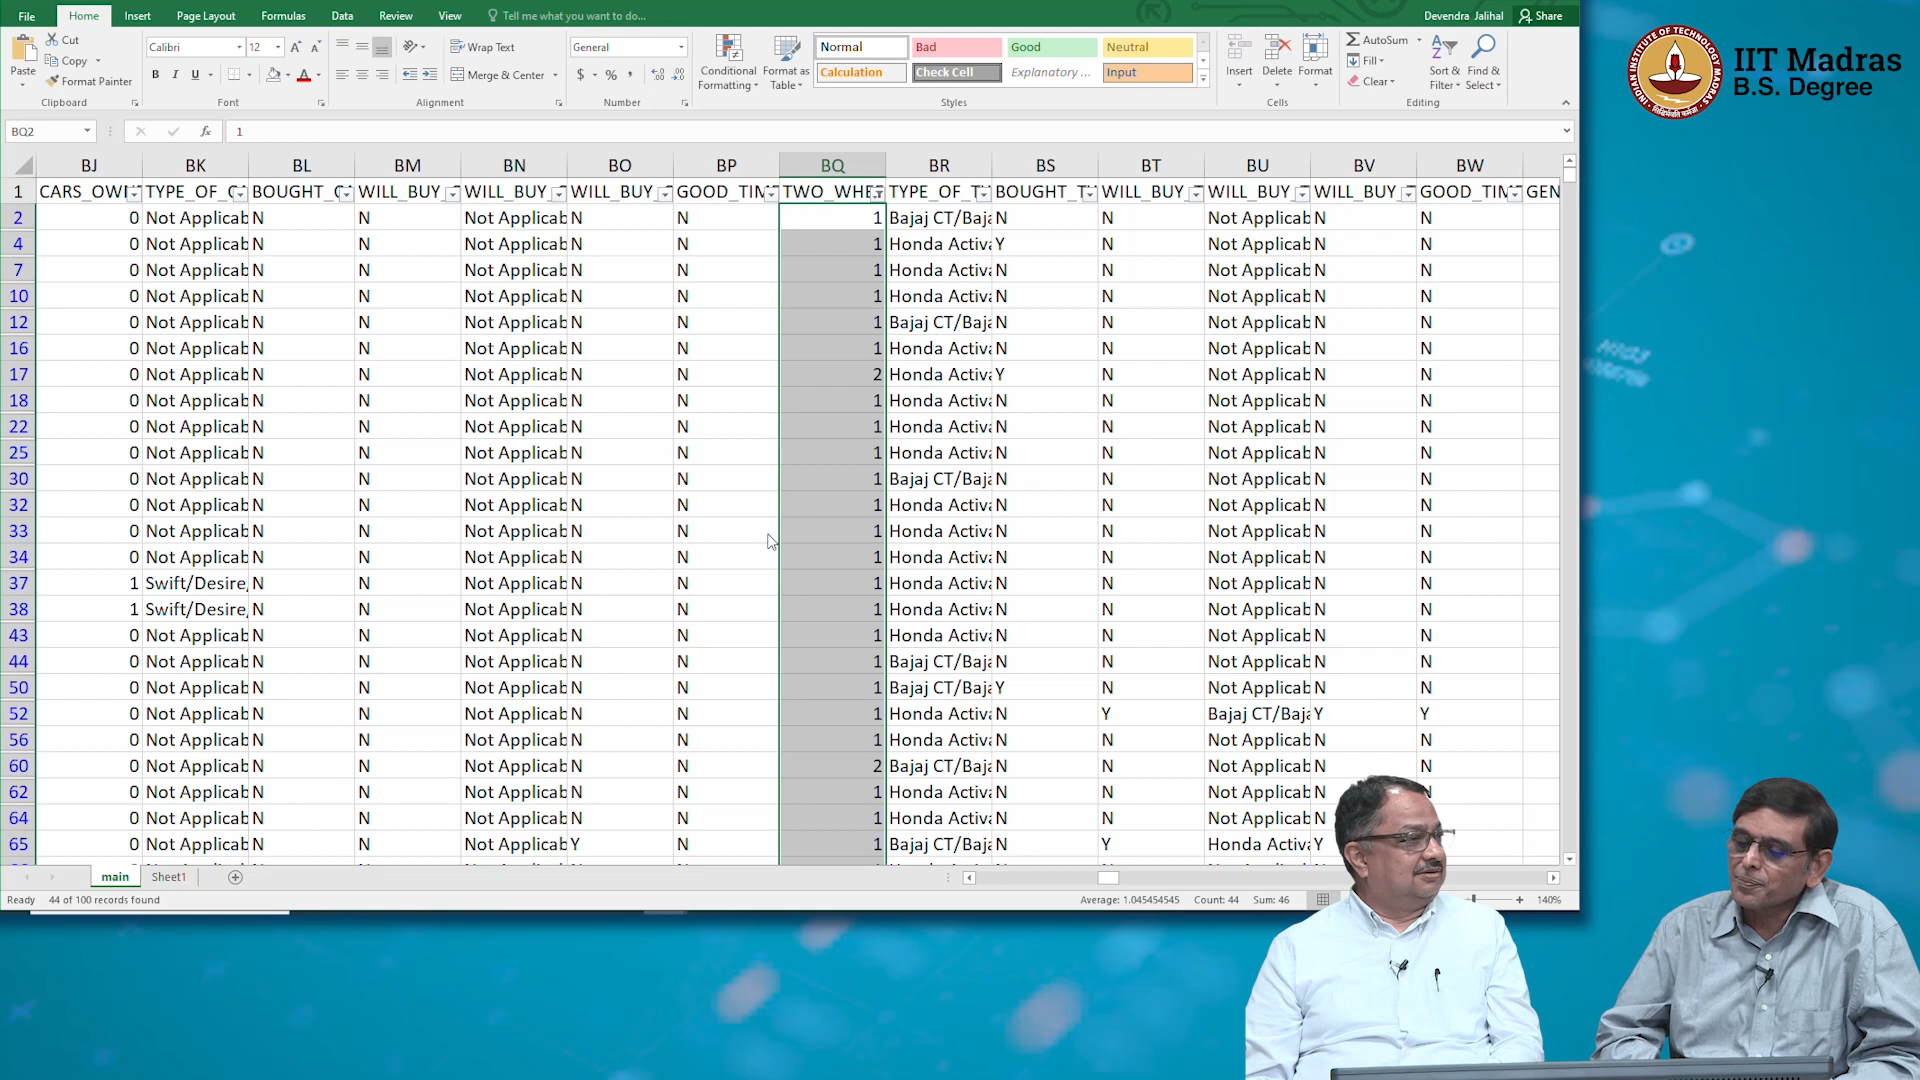 File Home Insert Page Layout Formulas Data Review View Tell me what you want to do... Devendra Jalihal Share
Paste Cut Copy Format Painter Clipboard
Calibri 12 B I U Font
Wrap Text Merge & Center Alignment
General $ % Number
Conditional Formatting Format as Table
Normal Bad Good Neutral
Calculation Check Cell Explanatory ... Input
Styles
Insert Delete Format Cells
AutoSum Fill Clear Sort & Filter Find & Select Editing
IIT Madras
B.S. Degree
BQ2 fx 1
BJ BK BL BM BN BO BP BQ BR BS BT BU BV BW
1 CARS_OWI TYPE_OF_C BOUGHT_C WILL_BUY_ WILL_BUY_ WILL_BUY_ GOOD_TIM TWO_WHE TYPE_OF_T BOUGHT_T WILL_BUY_ WILL_BUY_ WILL_BUY_ GOOD_TIM GEN
2 0 Not Applicab N N Not Applicab N N 1 Bajaj CT/Baja N N Not Applicab N N
4 0 Not Applicab N N Not Applicab N N 1 Honda Activa Y N Not Applicab N N
7 0 Not Applicab N N Not Applicab N N 1 Honda Activa N N Not Applicab N N
10 0 Not Applicab N N Not Applicab N N 1 Honda Activa N N Not Applicab N N
12 0 Not Applicab N N Not Applicab N N 1 Bajaj CT/Baja N N Not Applicab N N
16 0 Not Applicab N N Not Applicab N N 1 Honda Activa N N Not Applicab N N
17 0 Not Applicab N N Not Applicab N N 2 Honda Activa Y N Not Applicab N N
18 0 Not Applicab N N Not Applicab N N 1 Honda Activa N N Not Applicab N N
22 0 Not Applicab N N Not Applicab N N 1 Honda Activa N N Not Applicab N N
25 0 Not Applicab N N Not Applicab N N 1 Honda Activa N N Not Applicab N N
30 0 Not Applicab N N Not Applicab N N 1 Bajaj CT/Baja N N Not Applicab N N
32 0 Not Applicab N N Not Applicab N N 1 Honda Activa N N Not Applicab N N
33 0 Not Applicab N N Not Applicab N N 1 Honda Activa N N Not Applicab N N
34 0 Not Applicab N N Not Applicab N N 1 Honda Activa N N Not Applicab N N
37 1 Swift/Desire, N N Not Applicab N N 1 Honda Activa N N Not Applicab N N
38 1 Swift/Desire, N N Not Applicab N N 1 Honda Activa N N Not Applicab N N
43 0 Not Applicab N N Not Applicab N N 1 Honda Activa N N Not Applicab N N
44 0 Not Applicab N N Not Applicab N N 1 Bajaj CT/Baja N N Not Applicab N N
50 0 Not Applicab N N Not Applicab N N 1 Bajaj CT/Baja Y N Not Applicab N N
52 0 Not Applicab N N Not Applicab N N 1 Honda Activa N Y Bajaj CT/Baja Y Y
56 0 Not Applicab N N Not Applicab N N 1 Honda Activa N N Not Applicab N N
60 0 Not Applicab N N Not Applicab N N 2 Bajaj CT/Baja N N Not Applicab N N
62 0 Not Applicab N N Not Applicab N N 1 Honda Activa N N Not Applicab N
64 0 Not Applicab N N Not Applicab N N 1 Honda Activa N N Not Applicab N
65 0 Not Applicab N N Not Applicab Y N 1 Bajaj CT/Baja N Y Honda Activa Y
main Sheet1
Ready 44 of 100 records found Average: 1.045454545 Count: 44 Sum: 46 140%